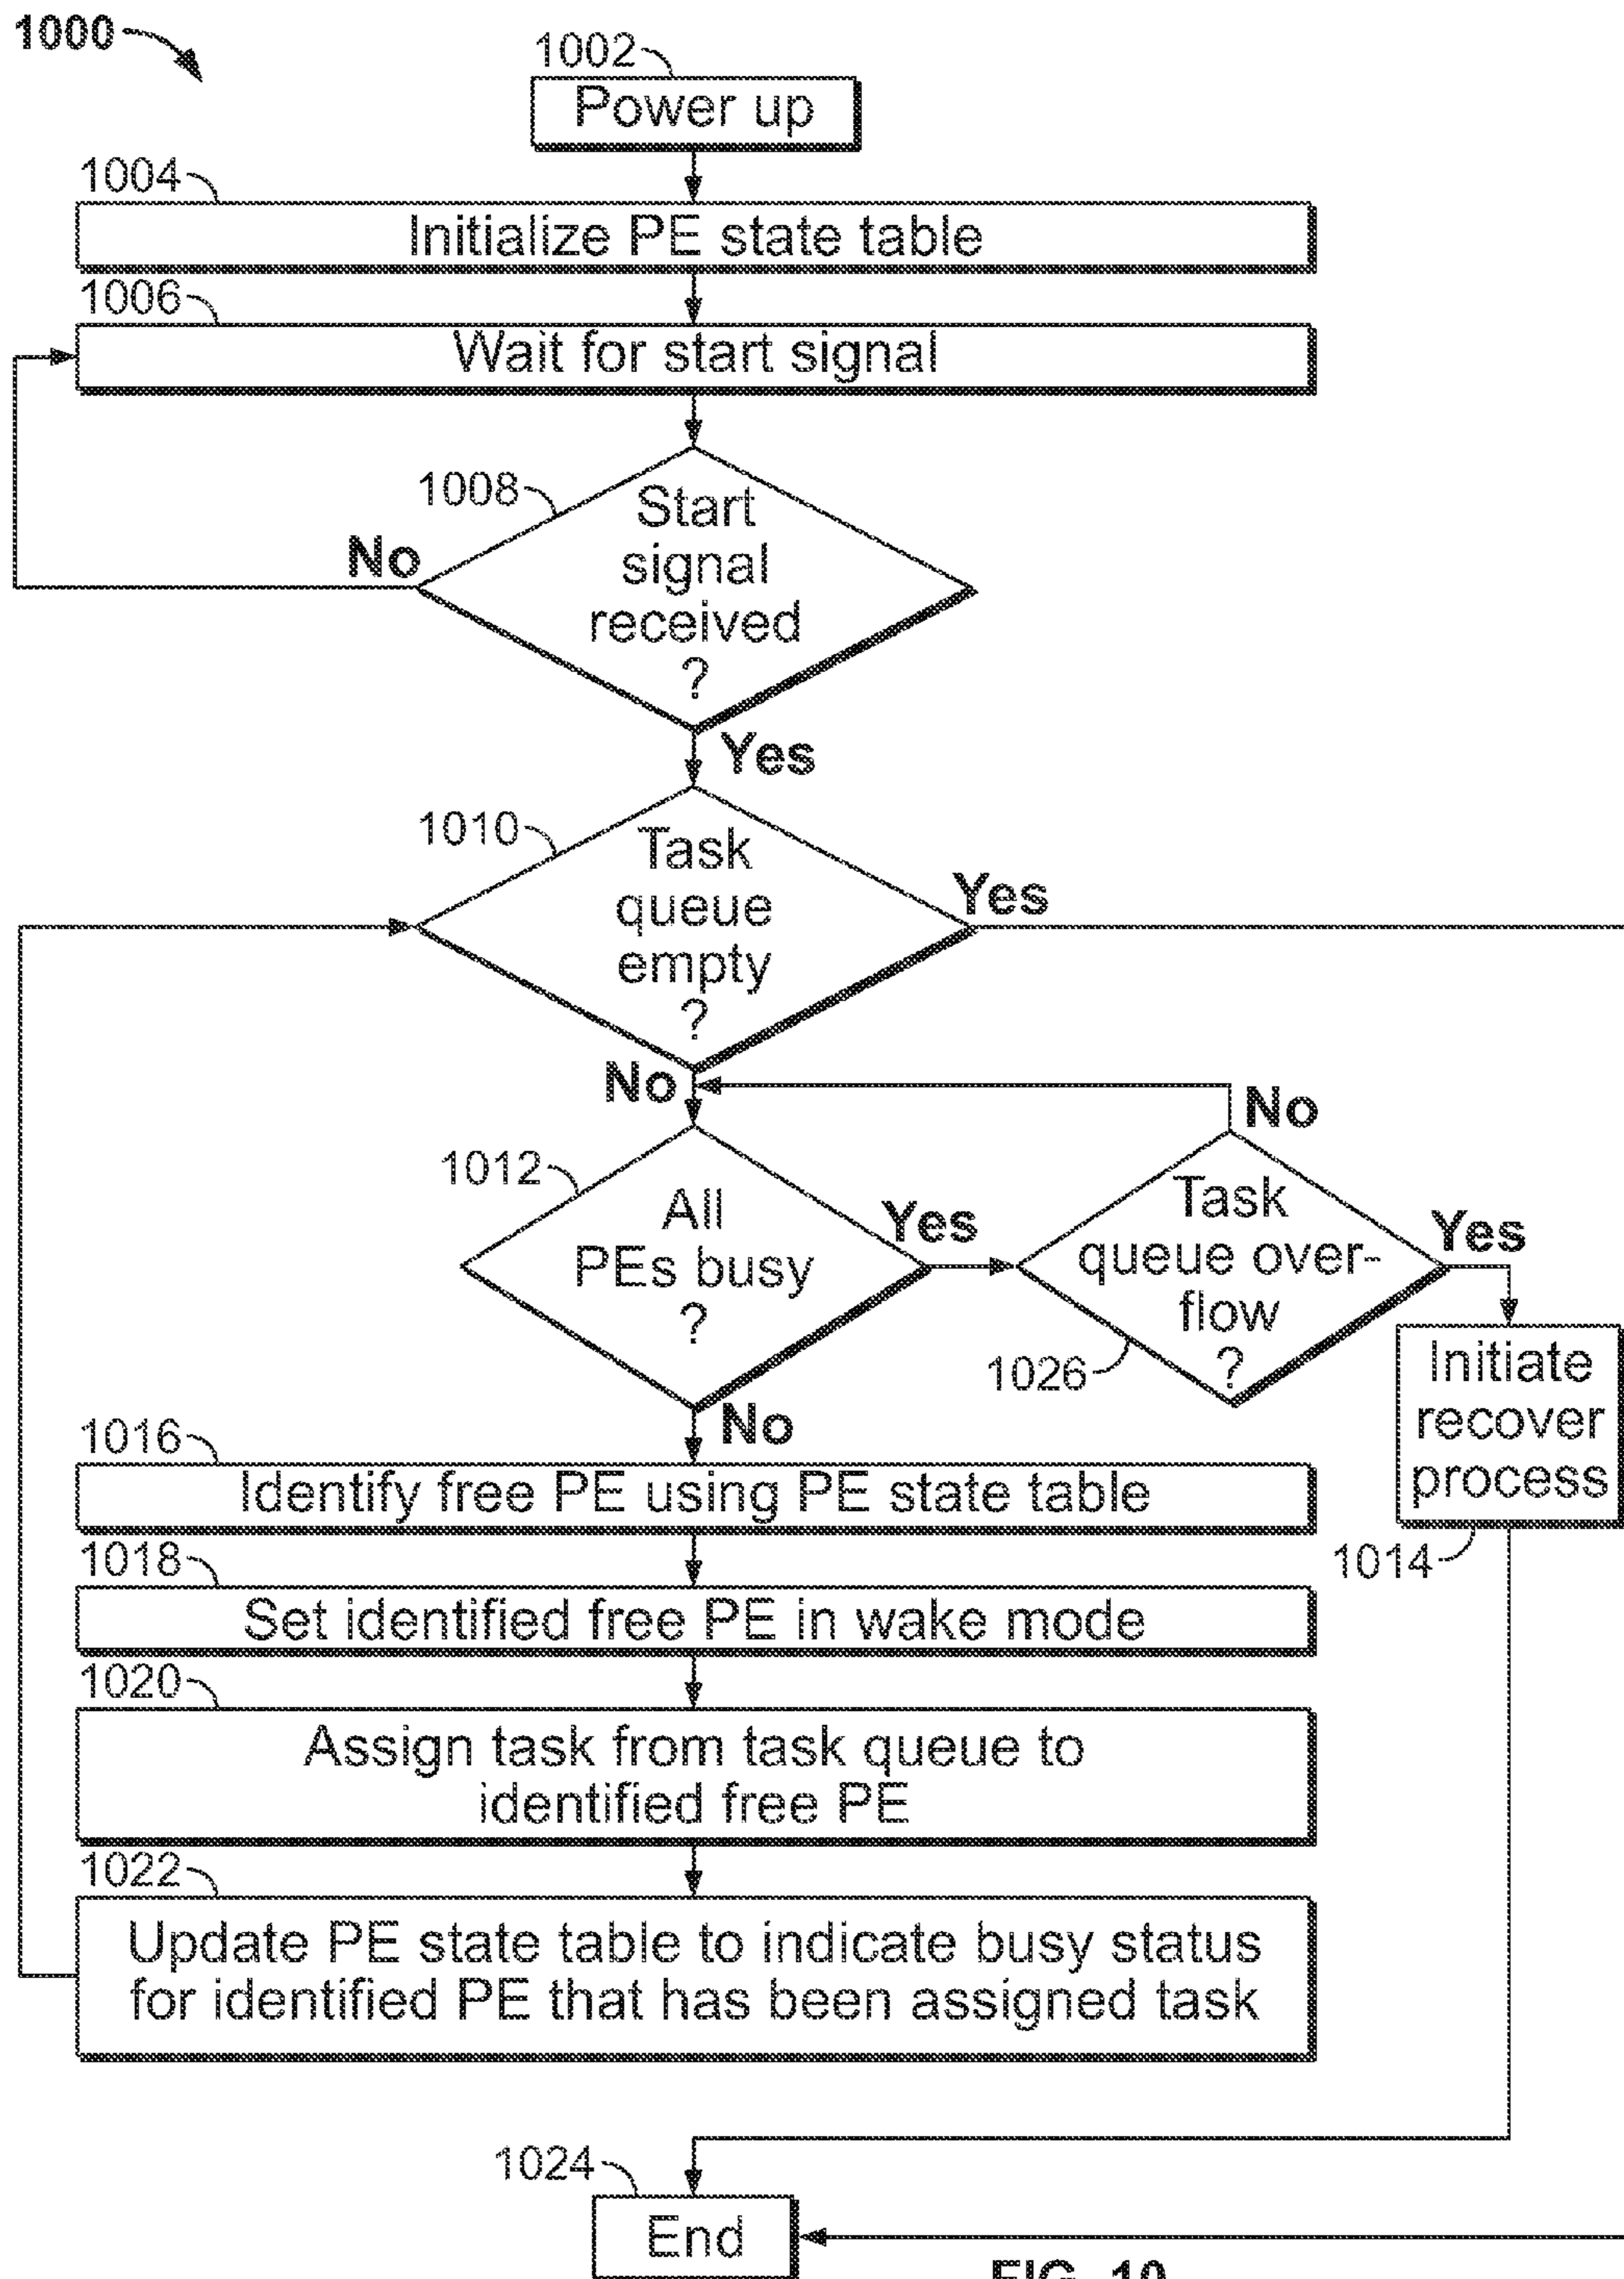 1000
1002
Power up
1004
Initialize PE state table
1006
Wait for start signal
1008
Start
signal
received
?
No
Yes
1010
Task
queue
empty
?
Yes
No
1012
All
PEs busy
?
Yes
No
Task
queue over-
flow
?
1026
No
Yes
Initiate
recover
process
1014
1016
Identify free PE using PE state table
1018
Set identified free PE in wake mode
1020
Assign task from task queue to
identified free PE
1022
Update PE state table to indicate busy status
for identified PE that has been assigned task
1024
End
FIG. 10